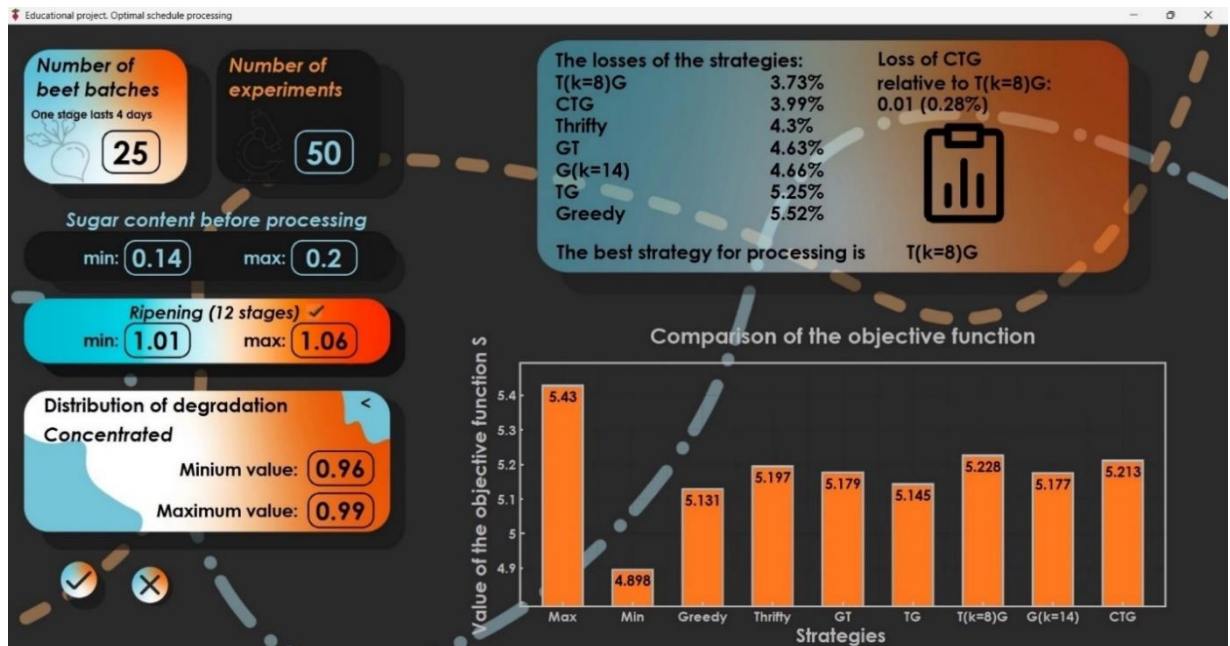 Educational project. Optimal schedule processing
Number of
beet batches
One stage lasts 4 days
25
Number of
experiments
50
Sugar content before processing
min: 0.14 max: 0.2
Ripening (12 stages)
min: 1.01 max: 1.06
Distribution of degradation <
Concentrated
Minium value: 0.96
Maximum value: 0.99
The losses of the strategies:
T(k=8)G 3.73%
CTG 3.99%
Thrifty 4.3%
GT 4.63%
G(k=14) 4.66%
TG 5.25%
Greedy 5.52%
Loss of CTG
relative to T(k=8)G:
0.01 (0.28%)
The best strategy for processing is T(k=8)G
Comparison of the objective function
Value of the objective function S
5.4
5.3
5.2
5.1
5
4.9
5.43
4.898
5.131
5.197
5.179
5.145
5.228
5.177
5.213
Max Min Greedy Thrifty GT TG T(k=8)G G(k=14) CTG
Strategies